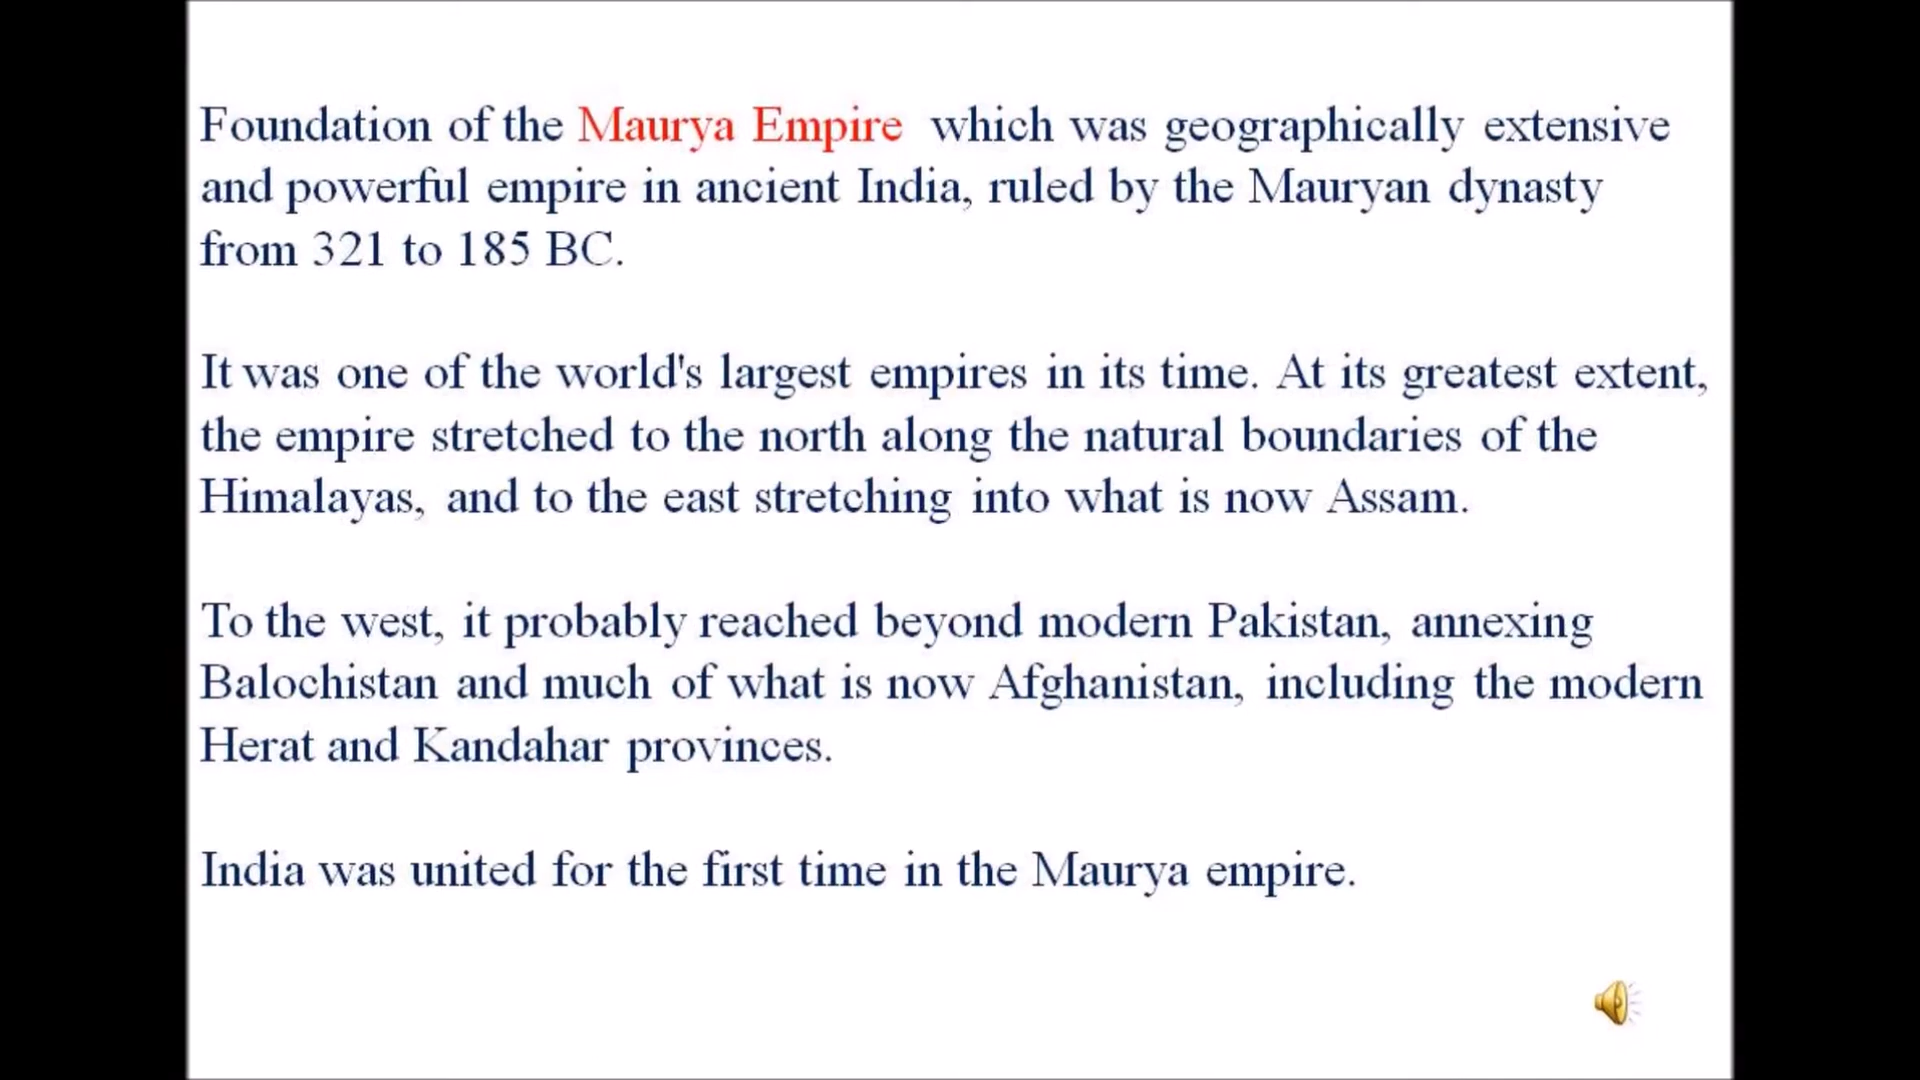 Foundation of the Maurya Empire which was geographically extensive
and powerful empire in ancient India, ruled by the Mauryan dynasty
from 321 to 185 BC.
It was one of the world's largest empires in its time. At its greatest extent,
the empire stretched to the north along the natural boundaries of the
Himalayas, and to the east stretching into what is now Assam.
To the west, it probably reached beyond modern Pakistan, annexing
Balochistan and much of what is now Afghanistan, including the modern
Herat and Kandahar provinces.
India was united for the first time in the Maurya empire.